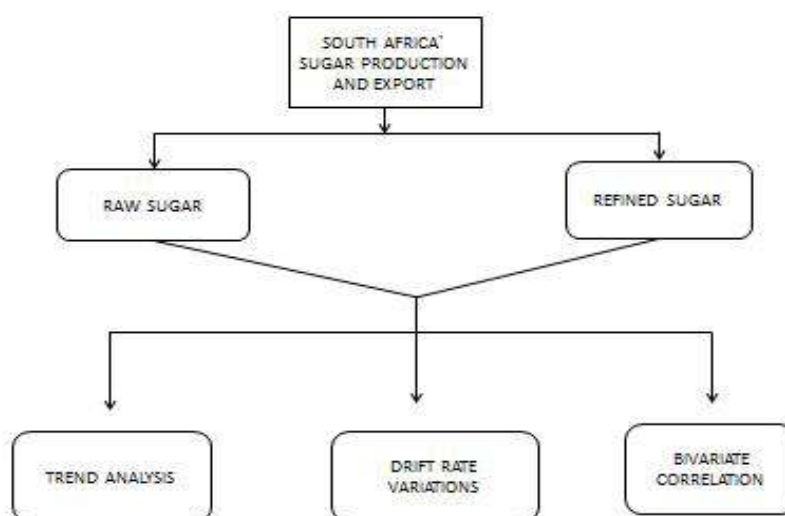 SOUTH AFRICA`
SUGAR PRODUCTION
AND EXPORT
RAW SUGAR
REFINED SUGAR
TREND ANALYSIS
DRIFT RATE
VARIATIONS
BIVARIATE
CORRELATION